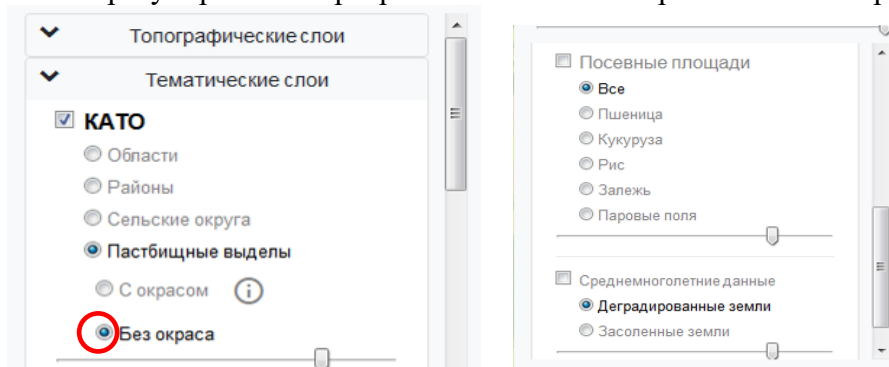 Топографические слои
Тематические слои
КАТО
Области
Районы
Сельские округа
Пастбищные выделы
С окрасом
Без окраса
Посевные площади
Все
Пшеница
Кукуруза
Рис
Залежь
Паровые поля
Среднемноголетние данные
Деградированные земли
Засоленные земли